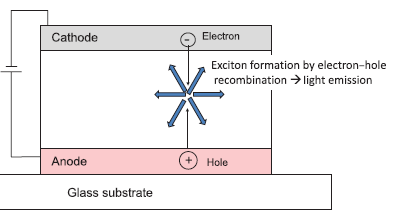 Cathode
− Electron
Exciton formation by electron–hole
recombination → light emission
Anode
+ Hole
Glass substrate